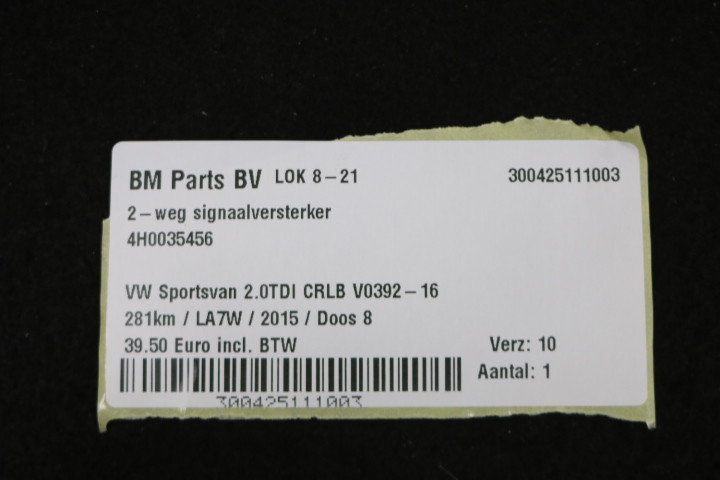 BM Parts BV LOK 8-21 300425111003
2-weg signaalversterker
4H0035456
VW Sportsvan 2.0TDI CRLB V0392-16
281km / LA7W / 2015 / Doos 8
39.50 Euro incl. BTW Verz: 10
Aantal: 1
300425111003